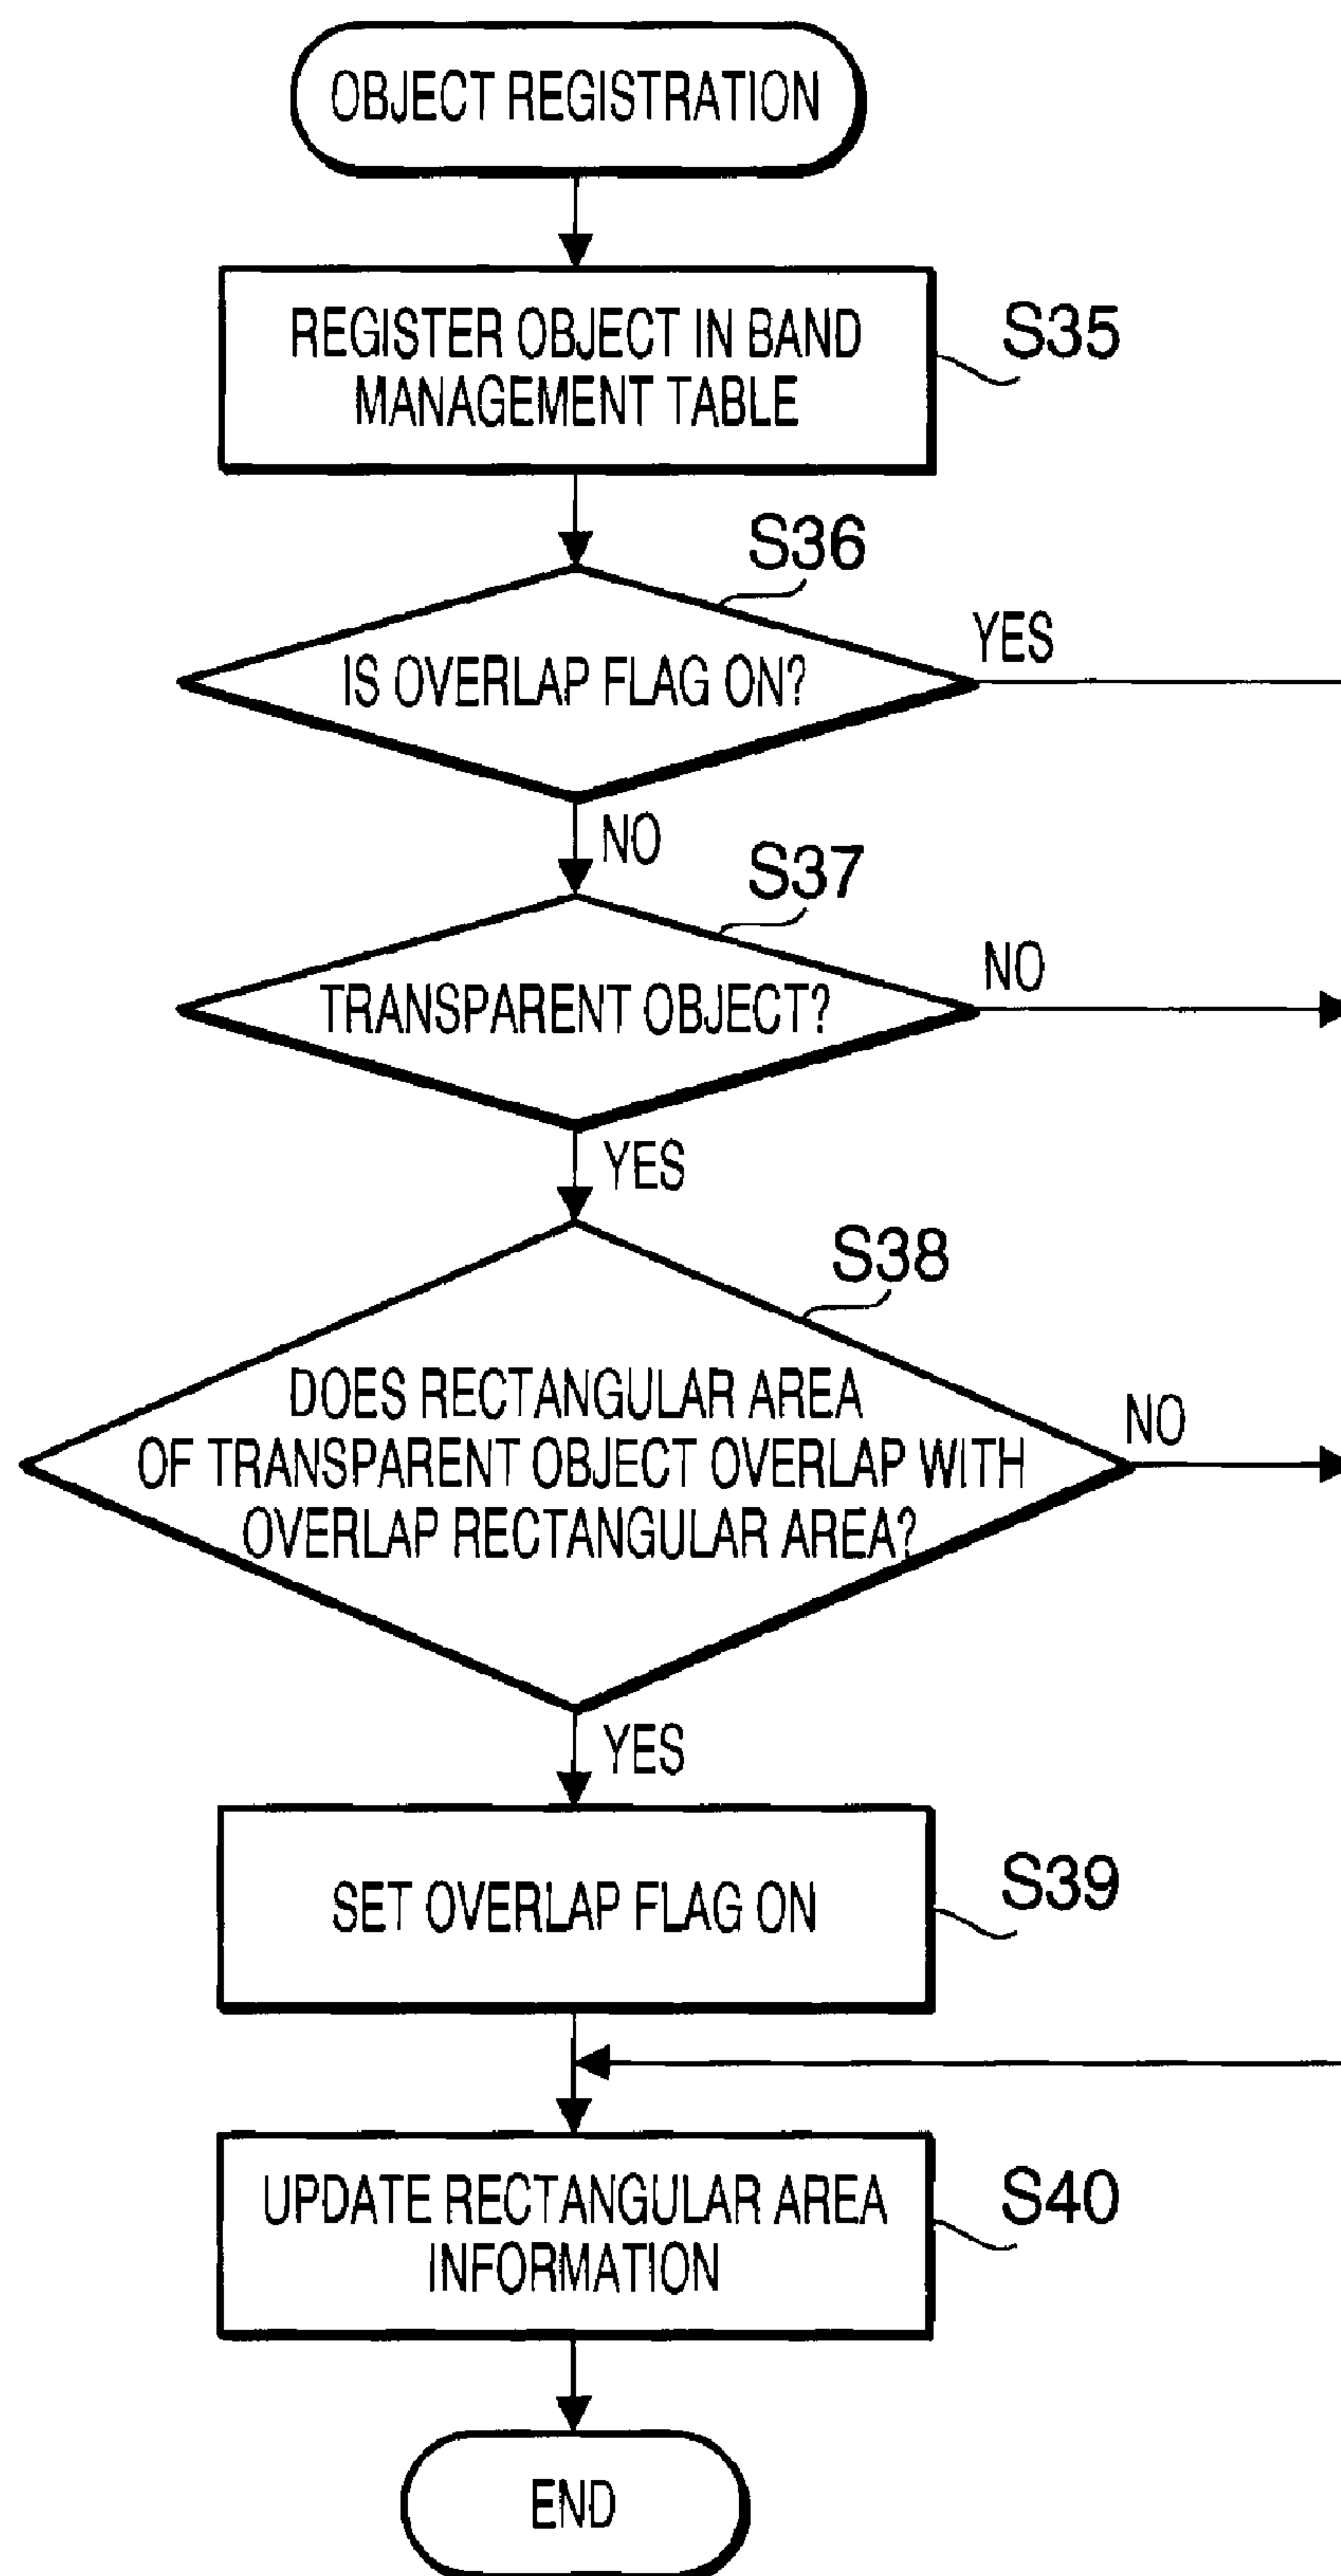 OBJECT REGISTRATION
REGISTER OBJECT IN BAND
MANAGEMENT TABLE
S35
S36
IS OVERLAP FLAG ON?
YES
NO
S37
TRANSPARENT OBJECT?
NO
YES
S38
DOES RECTANGULAR AREA
OF TRANSPARENT OBJECT OVERLAP WITH
OVERLAP RECTANGULAR AREA?
NO
YES
SET OVERLAP FLAG ON
S39
UPDATE RECTANGULAR AREA
INFORMATION
S40
END